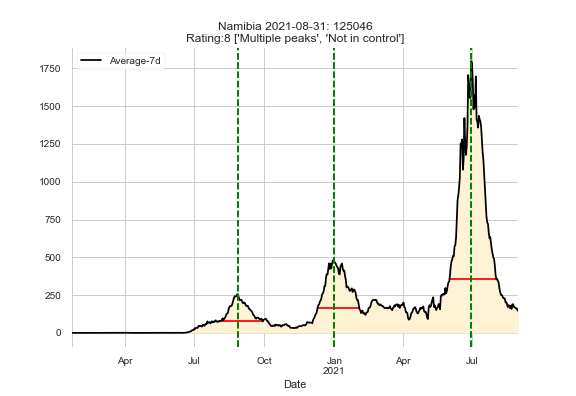 Namibia 2021-08-31: 125046
Rating:8 ['Multiple peaks', 'Not in control']
Average-7d
1750
1500
1250
1000
750
500
250
0
Apr
Jul
Oct
Jan
2021
Apr
Jul
Date